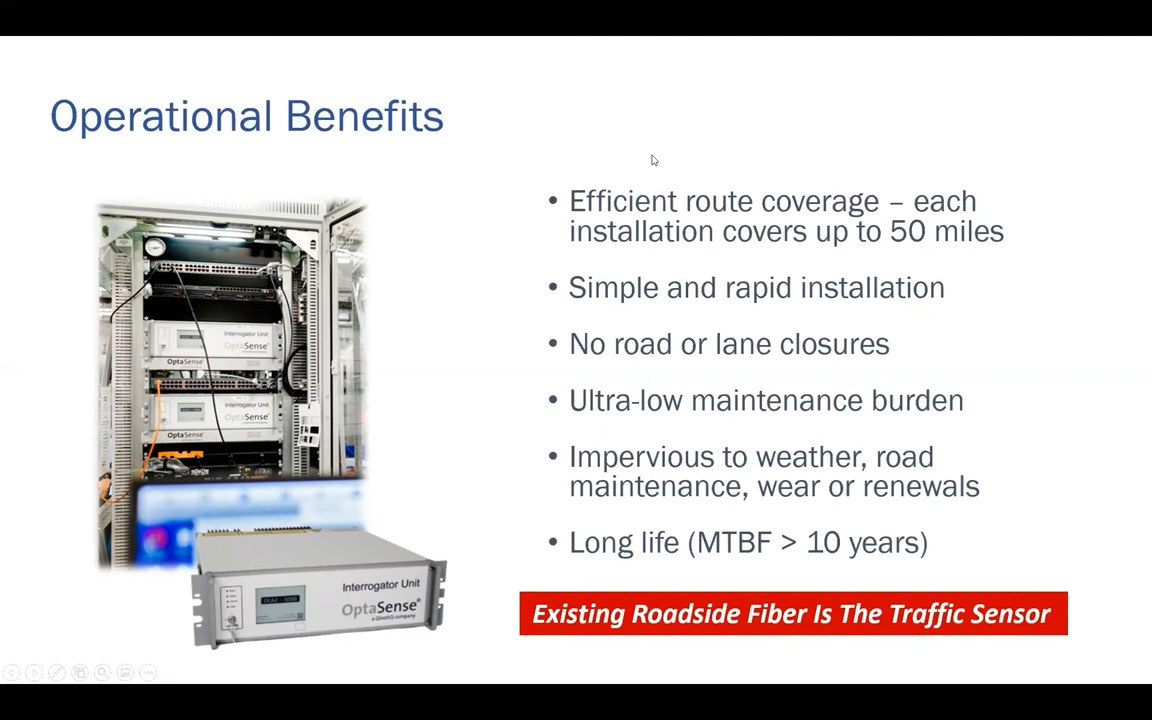 Operational Benefits
• Efficient route coverage – each
installation covers up to 50 miles
• Simple and rapid installation
• No road or lane closures
• Ultra-low maintenance burden
• Impervious to weather, road
maintenance, wear or renewals
• Long life (MTBF > 10 years)
Existing Roadside Fiber Is The Traffic Sensor
Interrogator Unit
OptaSense
OptaSense
Interrogator Unit
OptaSense
OptaSense
Interrogator Unit
OptaSense®
a QinetiQ company